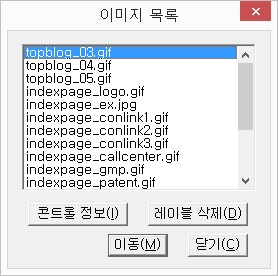 이미지 목록
topblog_03.gif
topblog_04.gif
topblog_05.gif
indexpage_logo.gif
indexpage_ex.jpg
indexpage_conlink1.gif
indexpage_conlink2.gif
indexpage_conlink3.gif
indexpage_callcenter.gif
indexpage_gmp.gif
indexpage_patent.gif
콘트롤 정보(I) 레이블 삭제(D)
이동(M) 닫기(C)